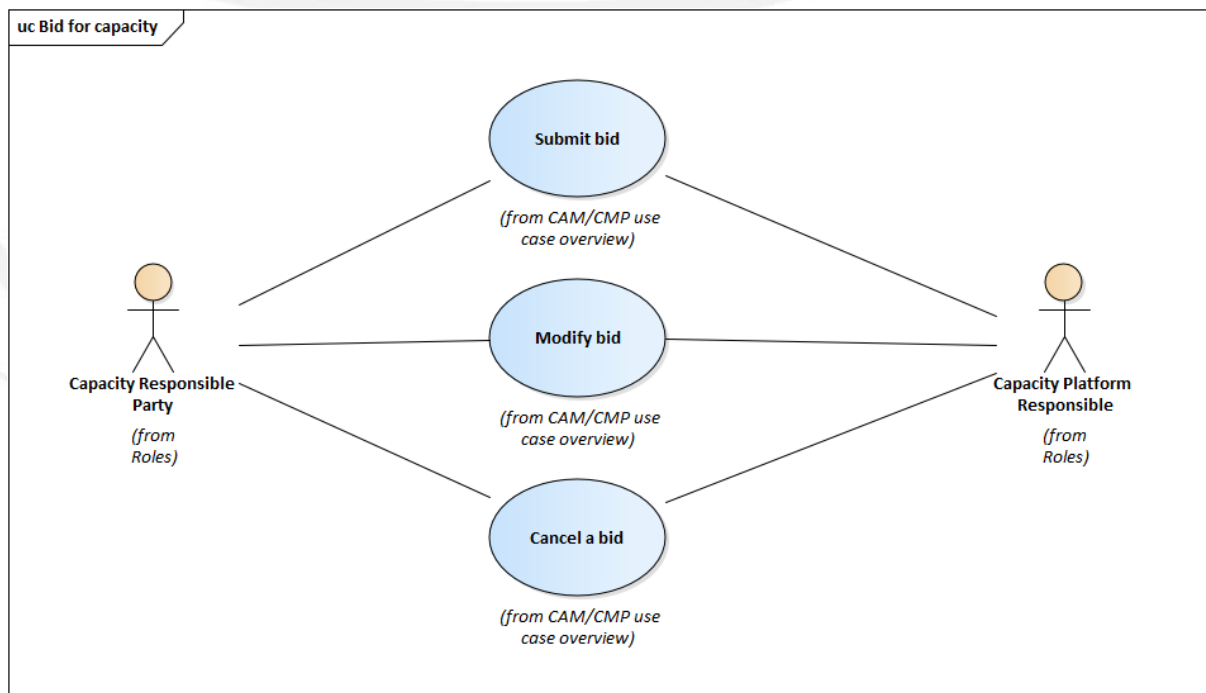 uc Bid for capacity
Submit bid
(from CAM/CMP use
case overview)
Modify bid
(from CAM/CMP use
case overview)
Capacity Responsible
Party
(from
Roles)
Capacity Platform
Responsible
(from
Roles)
Cancel a bid
(from CAM/CMP use
case overview)